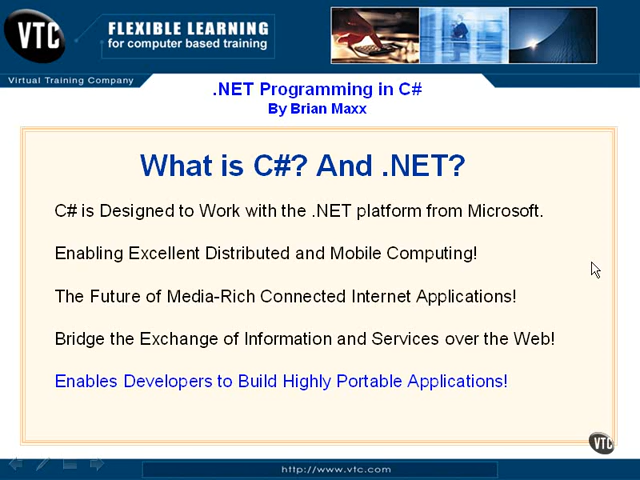 VTC
FLEXIBLE LEARNING
for computer based training
Virtual Training Company
.NET Programming in C#
By Brian Maxx
What is C#? And .NET?
C# is Designed to Work with the .NET platform from Microsoft.
Enabling Excellent Distributed and Mobile Computing!
The Future of Media-Rich Connected Internet Applications!
Bridge the Exchange of Information and Services over the Web!
Enables Developers to Build Highly Portable Applications!
VTC
http://www.vtc.com